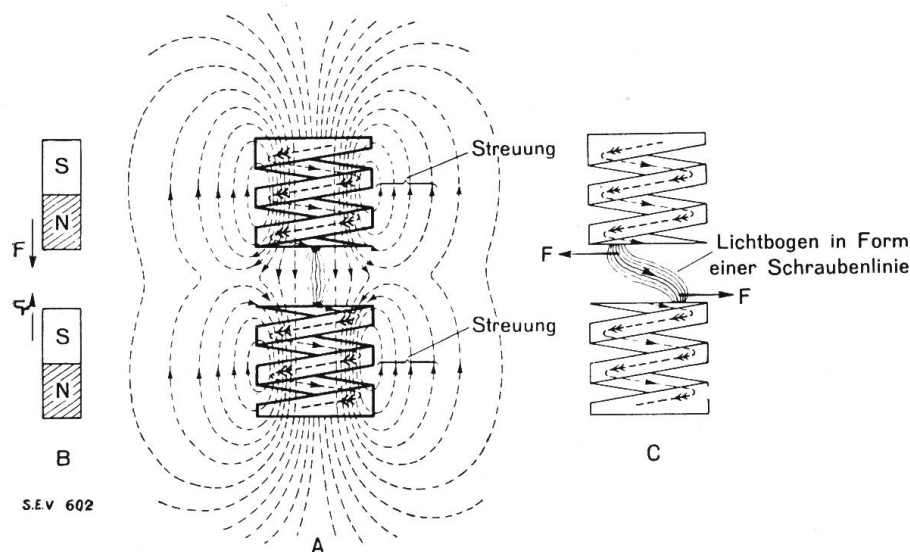 Streuung
S
N
F
Lichtbogen in Form
einer Schraubenlinie
F
F
F
S
N
Streuung
B
C
S.E.V 602
A